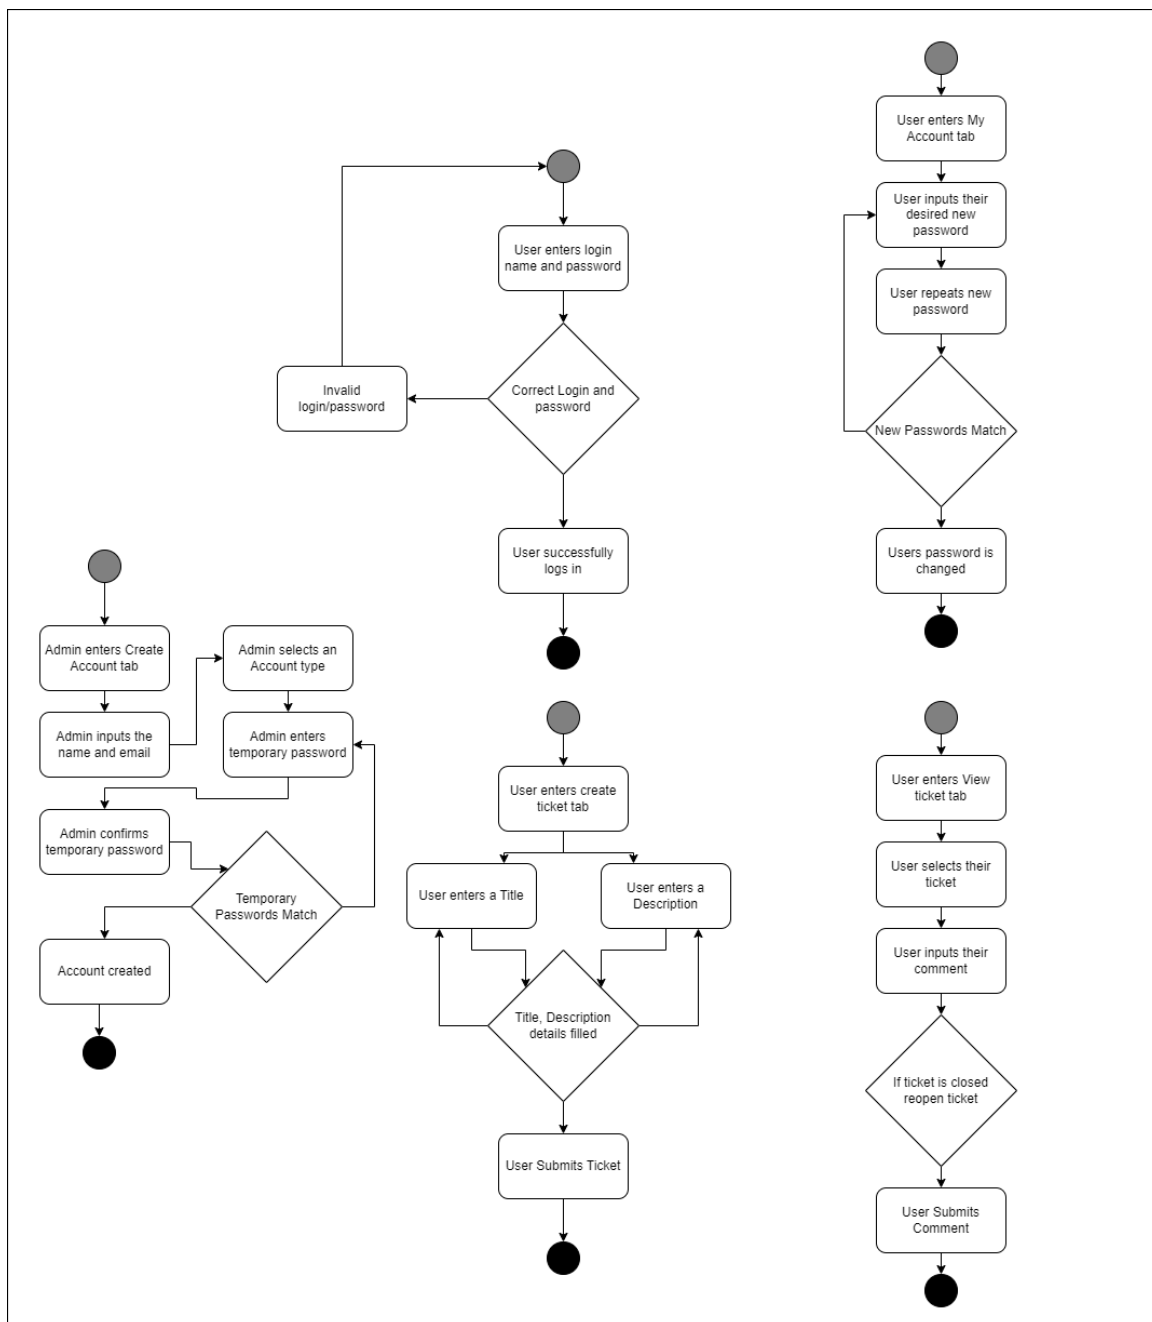 User enters login
name and password
Correct Login and
password
Invalid
login/password
User successfully
logs in
User enters My
Account tab
User inputs their
desired new
password
User repeats new
password
New Passwords Match
Users password is
changed
Admin enters Create
Account tab
Admin inputs the
name and email
Admin selects an
Account type
Admin enters
temporary password
Admin confirms
temporary password
Temporary
Passwords Match
Account created
User enters create
ticket tab
User enters a Title
User enters a
Description
Title, Description
details filled
User Submits Ticket
User enters View
ticket tab
User selects their
ticket
User inputs their
comment
If ticket is closed
reopen ticket
User Submits
Comment